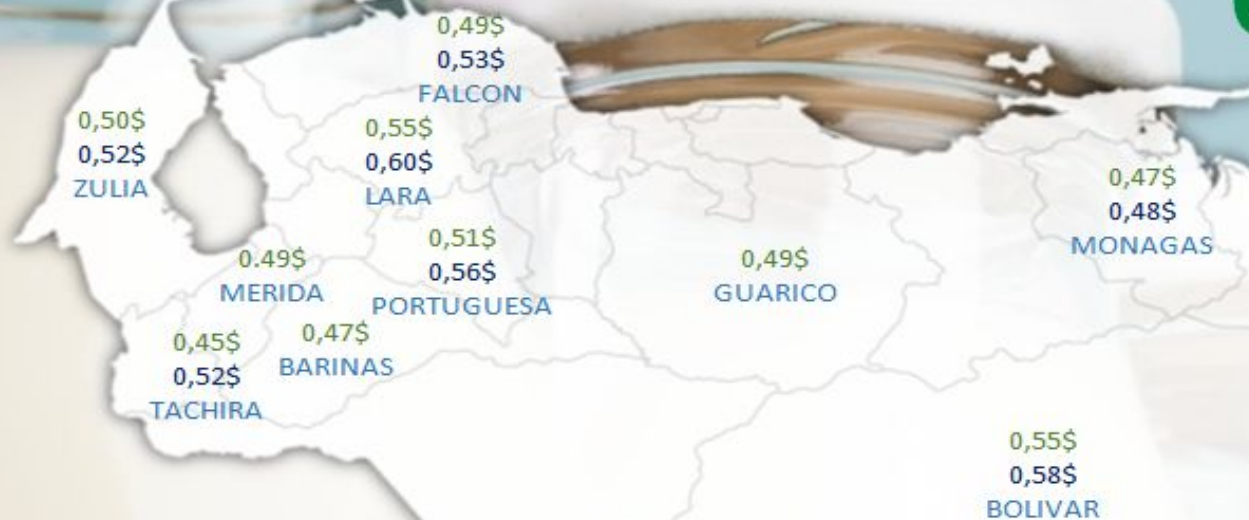 0,49$
0,53$
FALCON
0,50$
0,52$
ZULIA
0,55$
0,60$
LARA
0,47$
0,48$
MONAGAS
0.49$
MERIDA
0,51$
0,56$
PORTUGUESA
0,49$
GUARICO
0,45$
0,52$
TACHIRA
0,47$
BARINAS
0,55$
0,58$
BOLIVAR